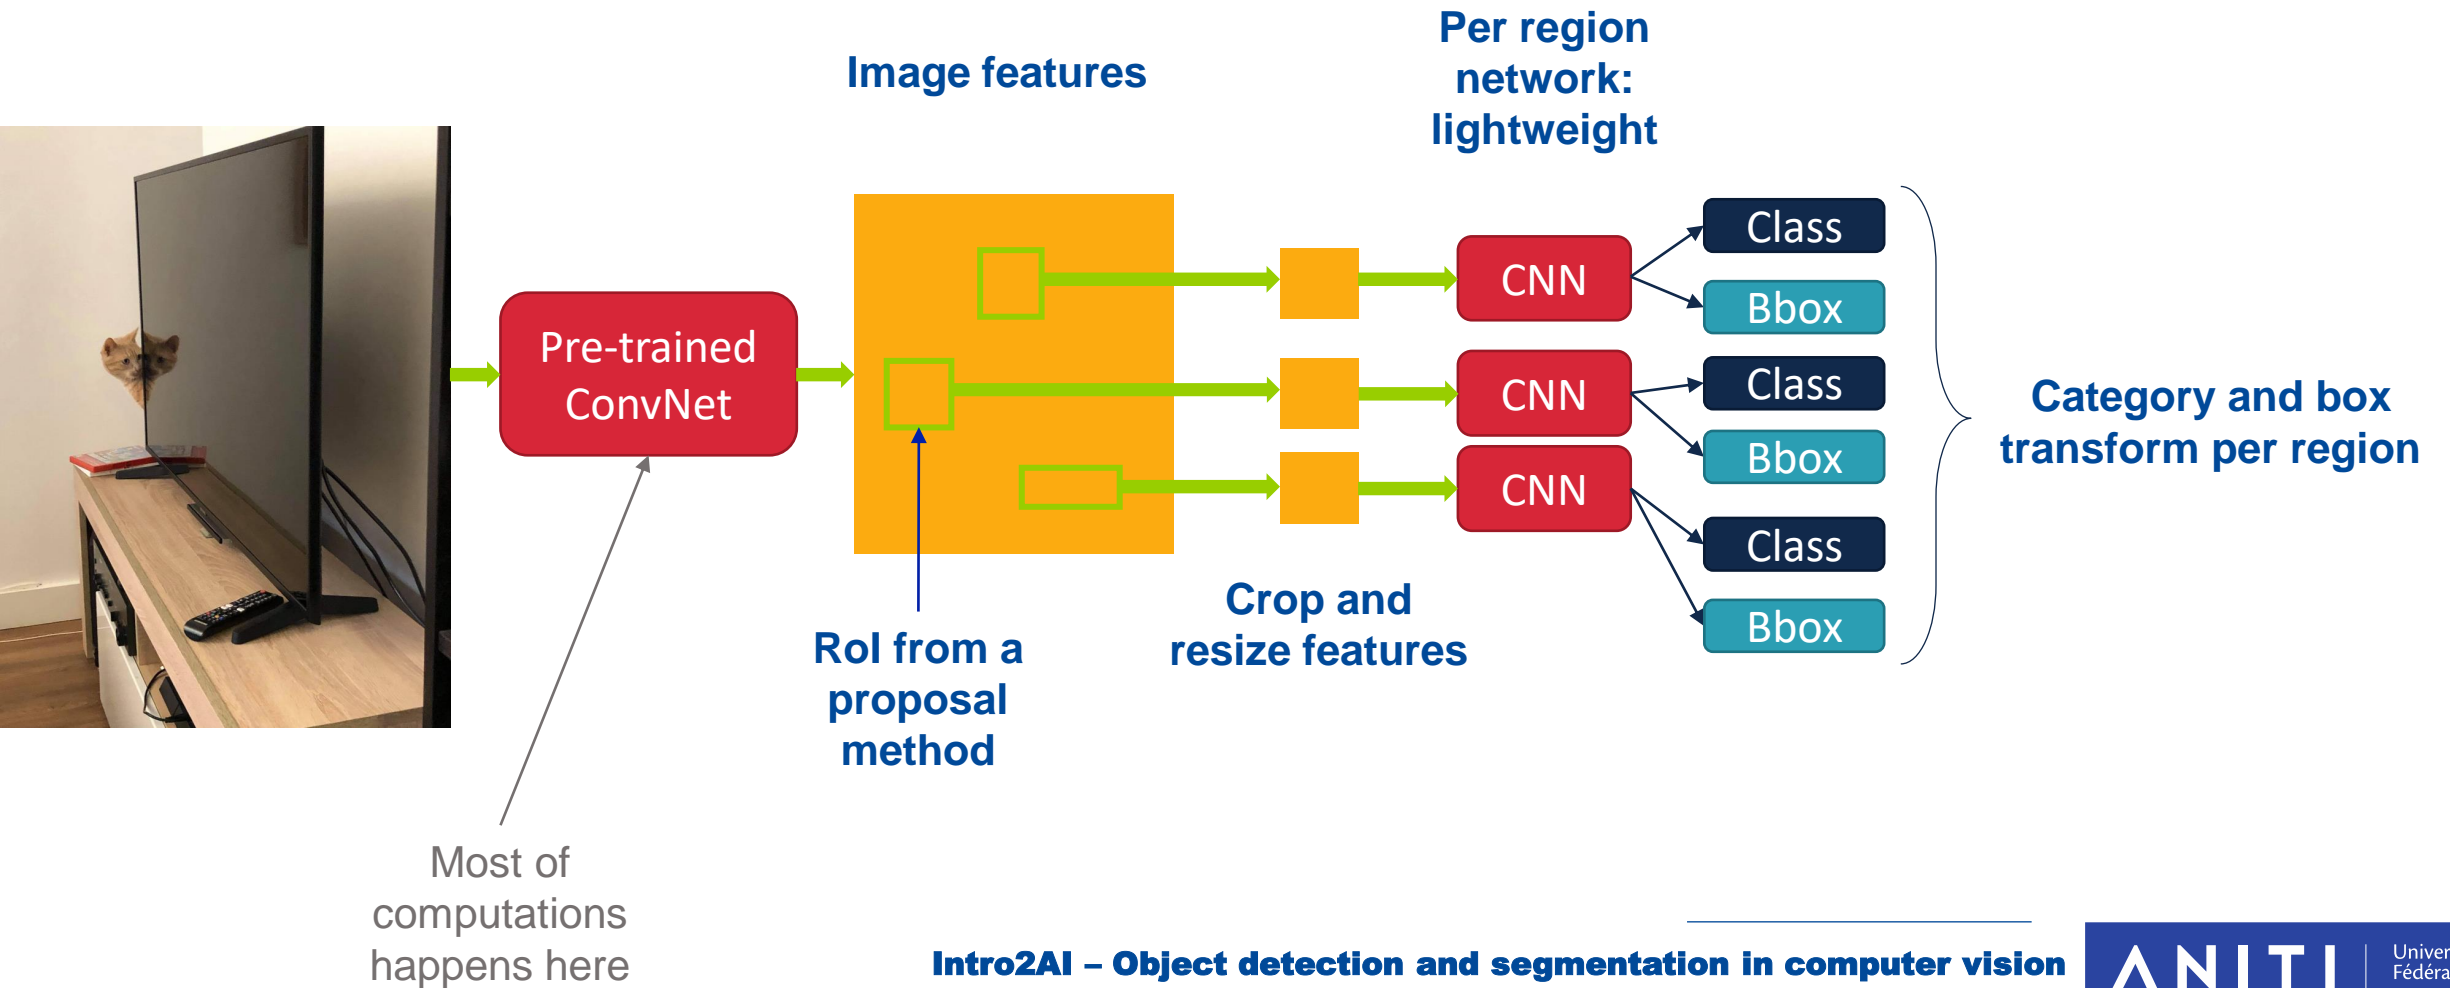 Image features
Per region
network:
lightweight
Pre-trained
ConvNet
CNN
CNN
CNN
Class
Bbox
Class
Bbox
Class
Bbox
Category and box
transform per region
RoI from a
proposal
method
Crop and
resize features
Most of
computations
happens here
Intro2AI – Object detection and segmentation in computer vision
ANITI